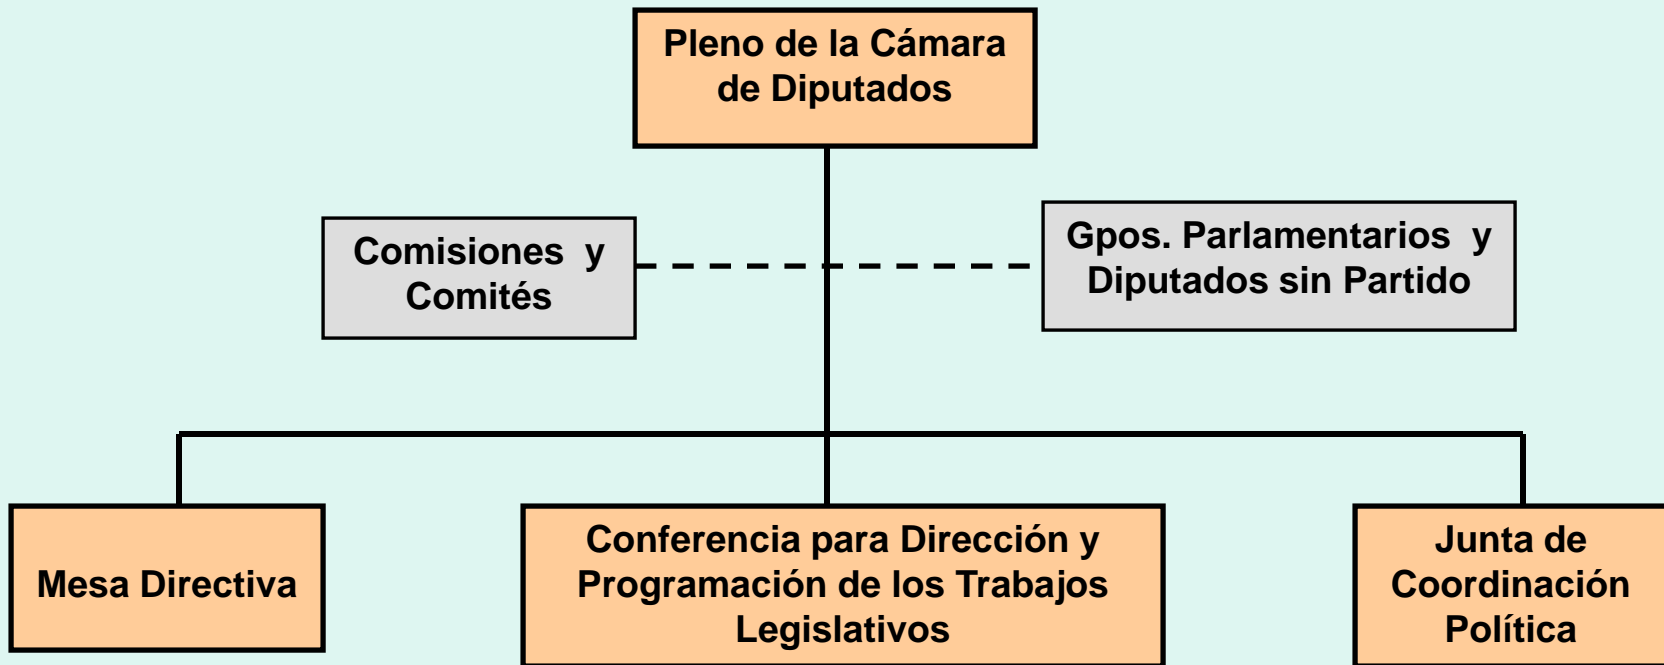 Pleno de la Cámara
de Diputados
Comisiones y
Comités
Gpos. Parlamentarios y
Diputados sin Partido
Mesa Directiva
Conferencia para Dirección y
Programación de los Trabajos
Legislativos
Junta de
Coordinación
Política